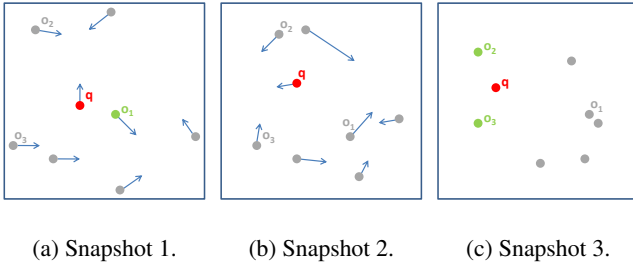 o₂
q
o₁
o₃
o₂
q
o₁
o₃
o₂
q
o₁
o₃
(a) Snapshot 1. (b) Snapshot 2. (c) Snapshot 3.